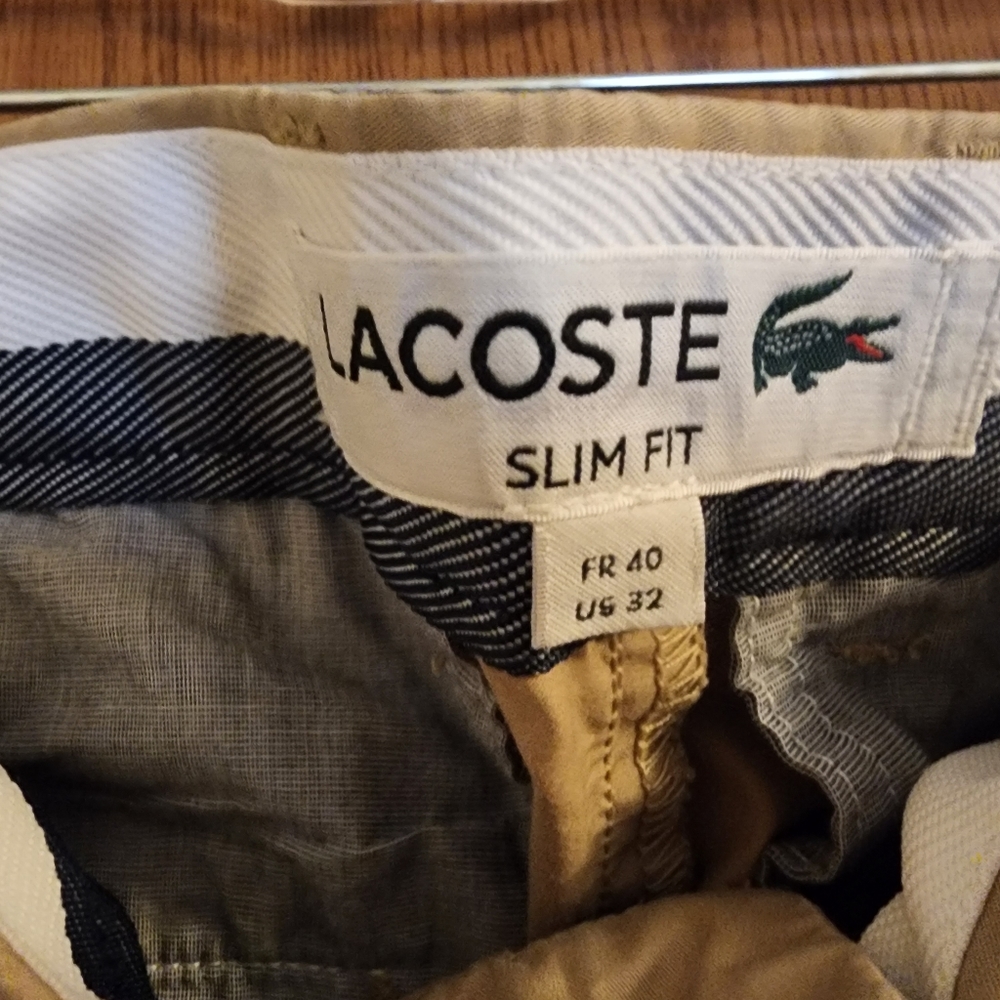 LACOSTE
SLIM FIT
FR 40
US 32